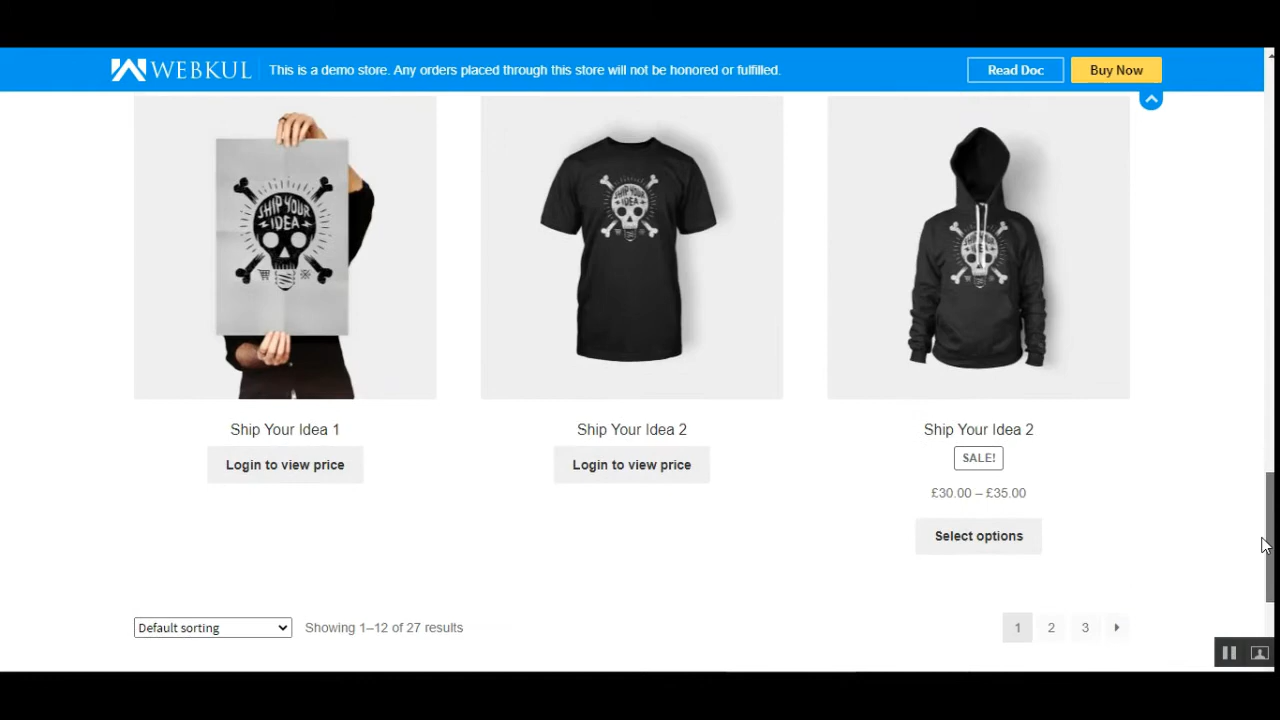 WEBKUL
This is a demo store. Any orders placed through this store will not be honored or fulfilled.
Read Doc
Buy Now
SHIP YOUR
IDEA
SHIP YOUR
IDEA
SHIP YOUR
IDEA
Ship Your Idea 1
Ship Your Idea 2
Ship Your Idea 2
Login to view price
Login to view price
SALE!
£30.00 – £35.00
Select options
Default sorting
Showing 1–12 of 27 results
1 2 3